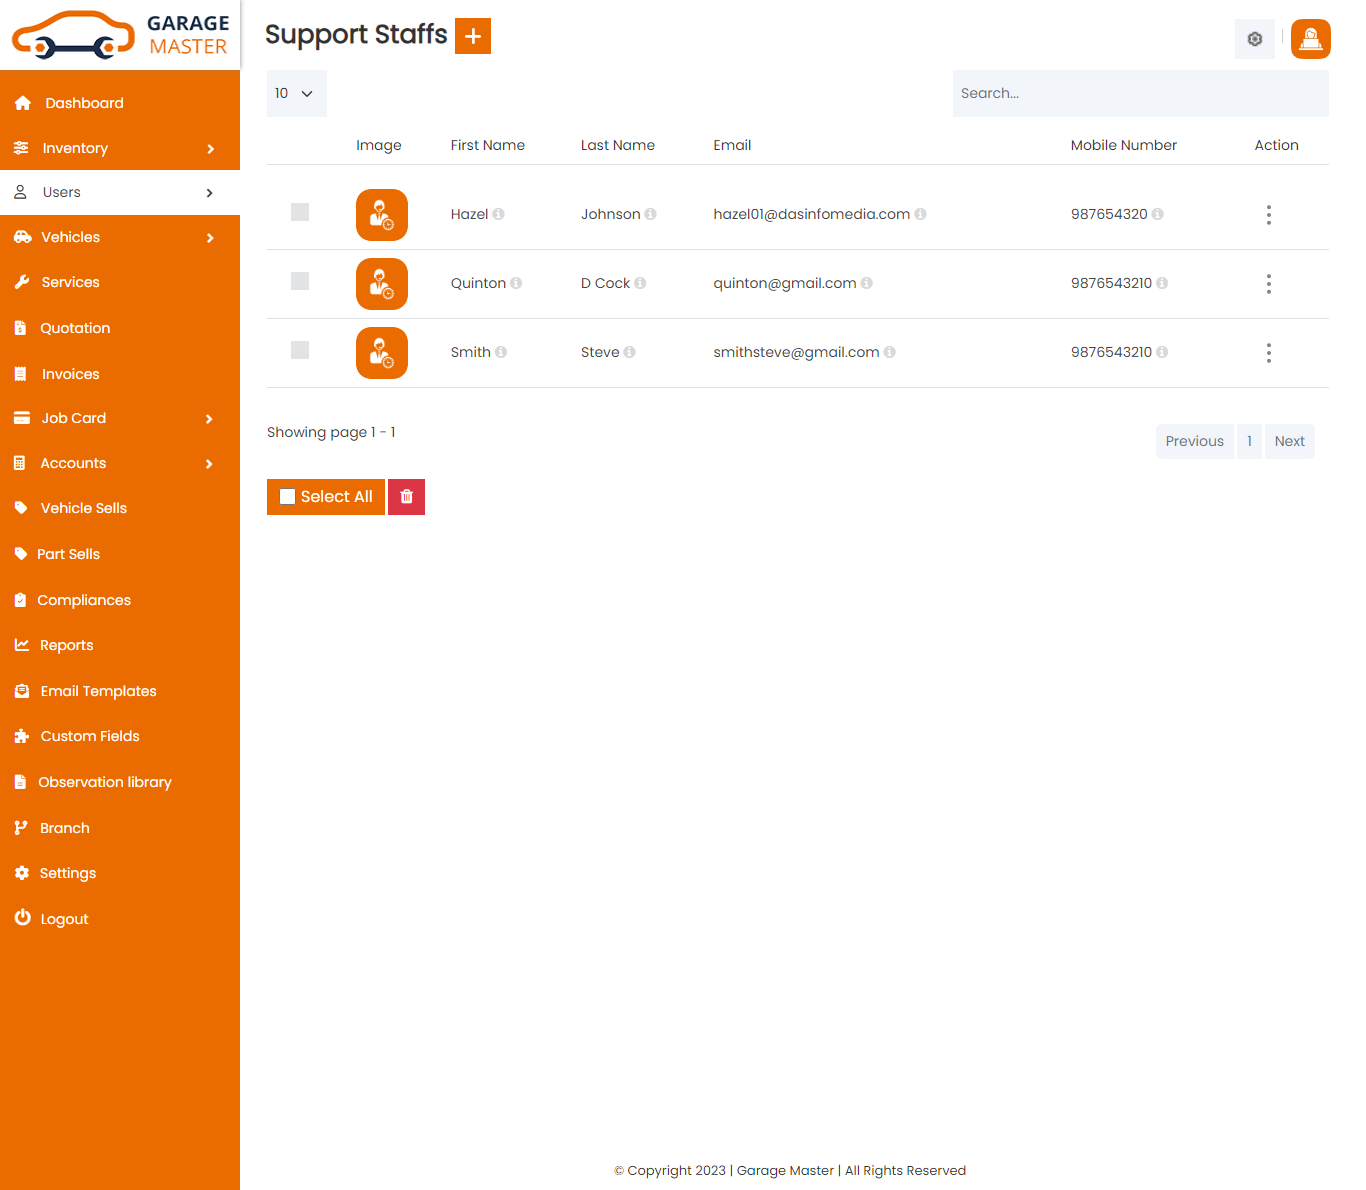 GARAGE
MASTER
Support Staffs
Dashboard
Inventory
Users
Vehicles
Services
Quotation
Invoices
Job Card
Accounts
Vehicle Sells
Part Sells
Compliances
Reports
Email Templates
Custom Fields
Observation library
Branch
Settings
Logout
10
Search...
Image First Name Last Name Email Mobile Number Action
Hazel Johnson hazel01@dasinfomedia.com 987654320
Quinton D Cock quinton@gmail.com 9876543210
Smith Steve smithsteve@gmail.com 9876543210
Showing page 1 - 1
Previous 1 Next
Select All
© Copyright 2023 | Garage Master | All Rights Reserved